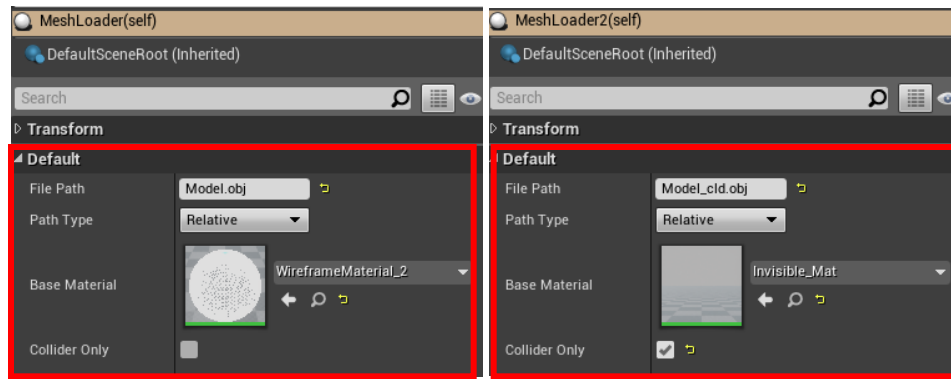 MeshLoader(self)
DefaultSceneRoot (Inherited)
Search
Transform
Default
File Path Model.obj
Path Type Relative
Base Material WireframeMaterial_2
Collider Only
MeshLoader2(self)
DefaultSceneRoot (Inherited)
Search
Transform
Default
File Path Model_cld.obj
Path Type Relative
Base Material Invisible_Mat
Collider Only